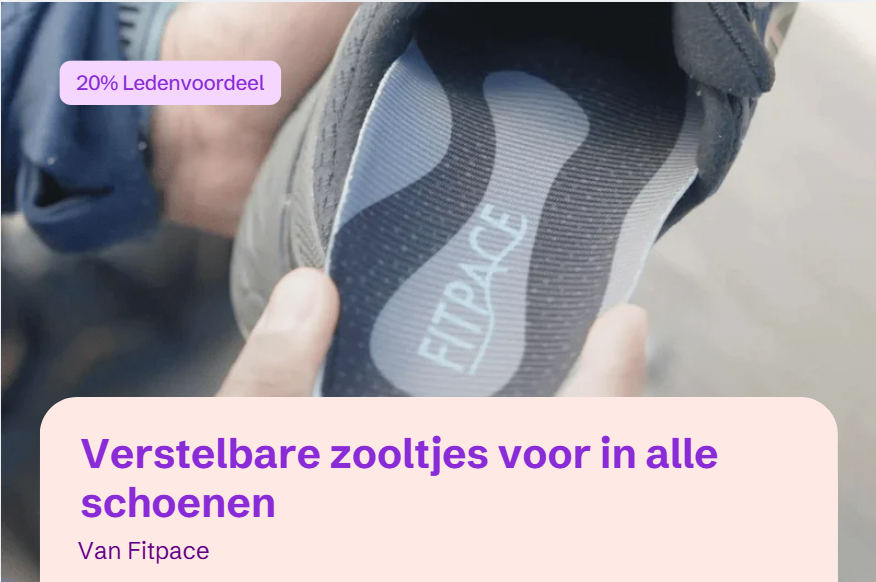 20% Ledenvoordeel
FITPACE
Verstelbare zooltjes voor in alle
schoenen
Van Fitpace